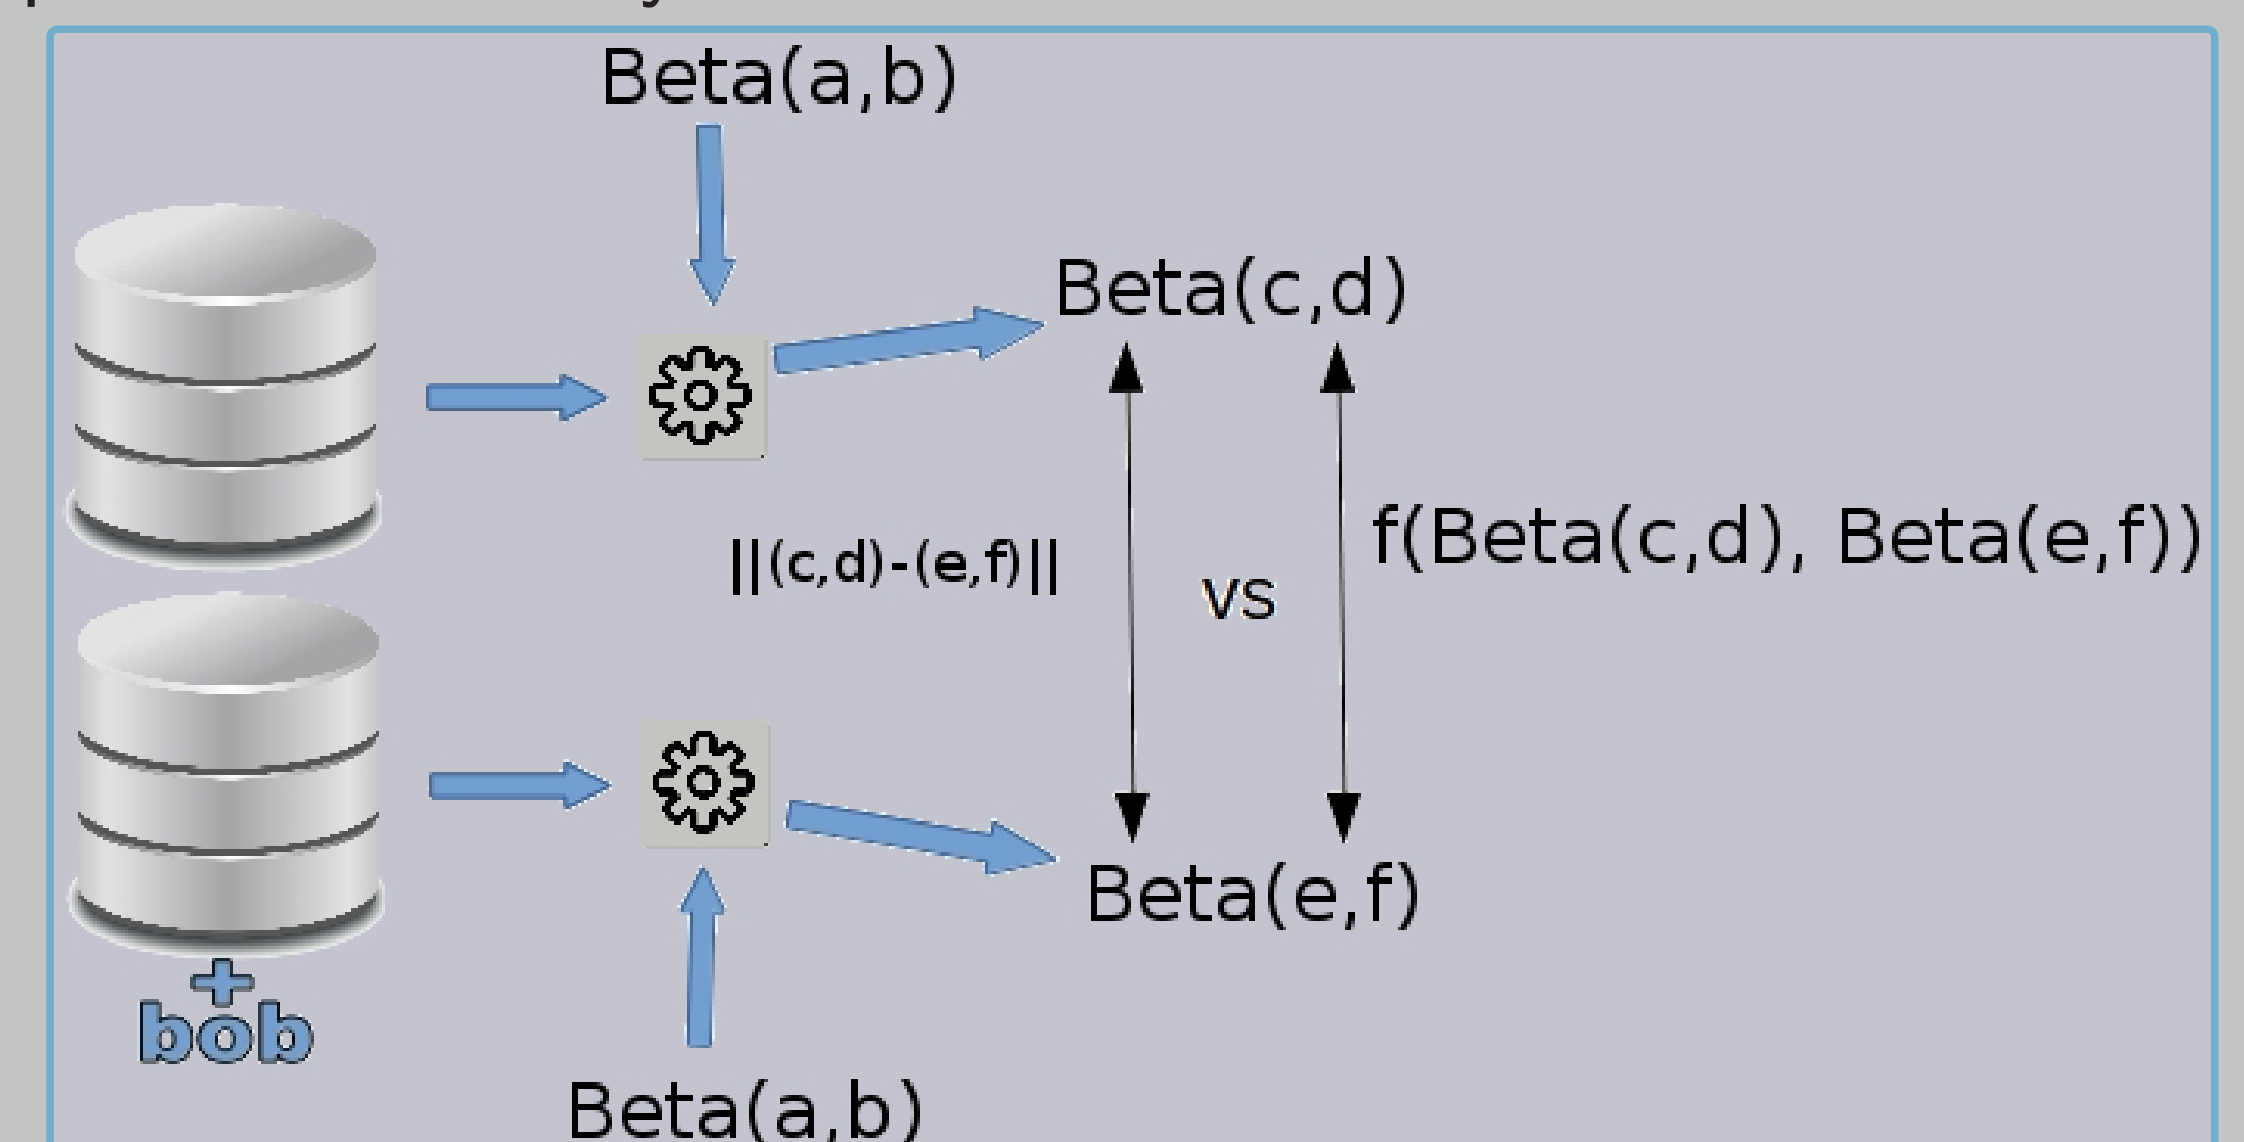 Beta(a,b)
Beta(c,d)
||(c,d)-(e,f)||
vs
f(Beta(c,d), Beta(e,f))
Beta(e,f)
+
bob
Beta(a,b)